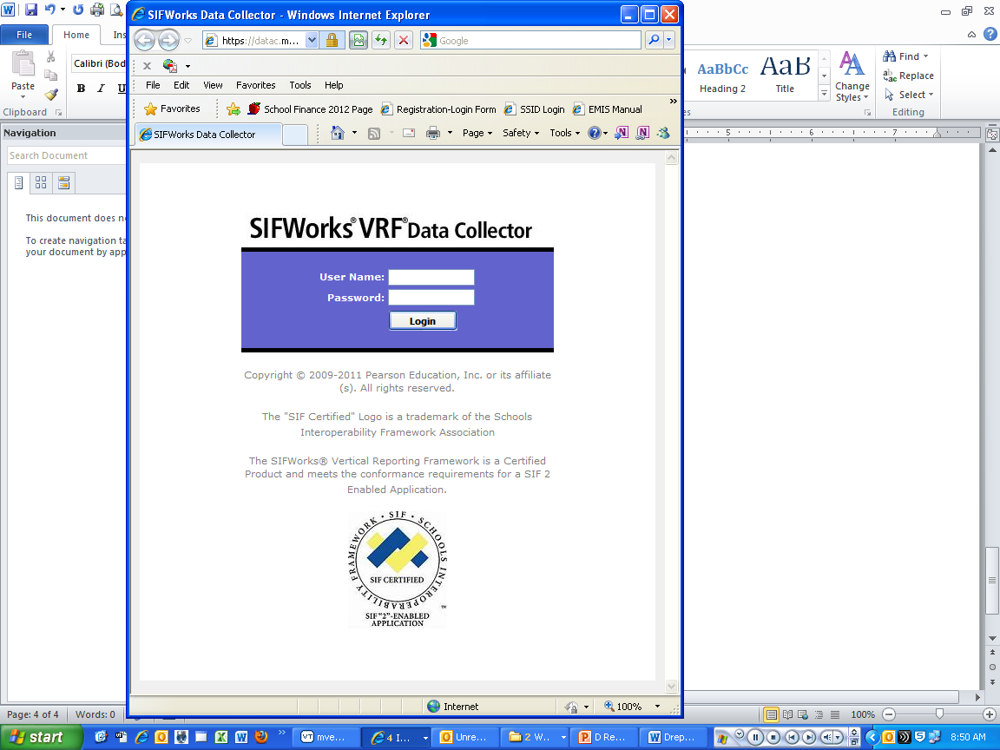 SIFWorks Data Collector - Windows Internet Explorer
File
Home
Ins
https://datac.m...
Google
Calibri (Bod
Paste
B I U
Clipboard
File Edit View Favorites Tools Help
Favorites
School Finance 2012 Page
Registration-Login Form
SSID Login
EMIS Manual
»
SIFWorks Data Collector
Page
Safety
Tools
AaBbCc
Heading 2
AaB
Title
Change
Styles
Find
Replace
Select
Editing
Navigation
Search Document
This document does n
To create navigation ta
your document by app
5 6 7
SIFWorks® VRF® Data Collector
User Name:
Password:
Login
Copyright © 2009-2011 Pearson Education, Inc. or its affiliate
(s). All rights reserved.
The "SIF Certified" Logo is a trademark of the Schools
Interoperability Framework Association
The SIFWorks® Vertical Reporting Framework is a Certified
Product and meets the conformance requirements for a SIF 2
Enabled Application.
SIF • SCHOOLS INTEROPERABILITY FRAMEWORK •
SIF CERTIFIED
™
SIF "2"-ENABLED
APPLICATION
Internet
100%
Page: 4 of 4
Words: 0
100%
start
mve...
4 I...
Unre...
2 W...
D Re...
Drep...
8:50 AM